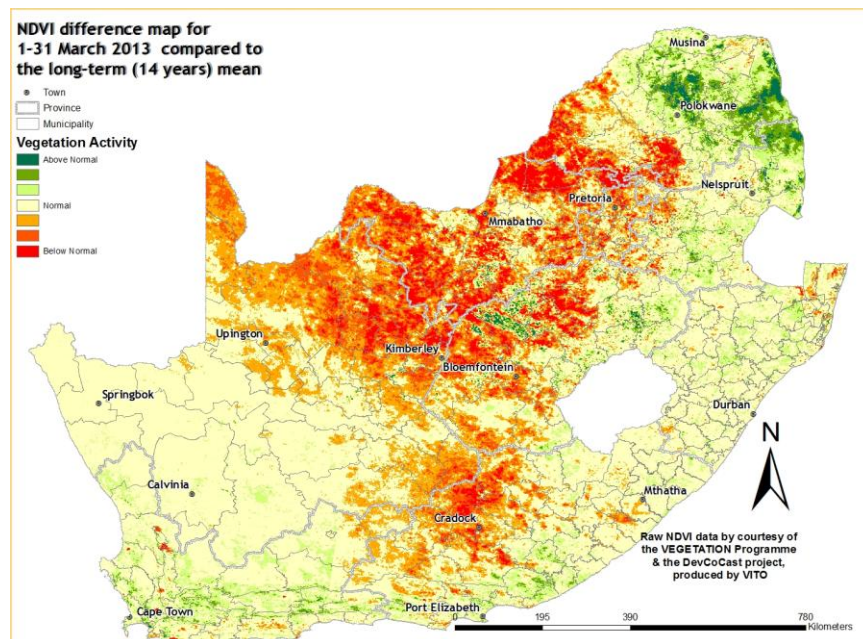 NDVI difference map for
1-31 March 2013 compared to
the long-term (14 years) mean
Town
Province
Municipality
Vegetation Activity
Above Normal
Normal
Below Normal
Musina
Polokwane
Nelspruit
Pretoria
Mmabatho
Upington
Kimberley
Bloemfontein
Springbok
Durban
N
Calvinia
Mthatha
Cradock
Raw NDVI data by courtesy of
the VEGETATION Programme
& the DevCoCast project,
produced by VITO
Cape Town
Port Elizabeth
0 195 390 780
Kilometers